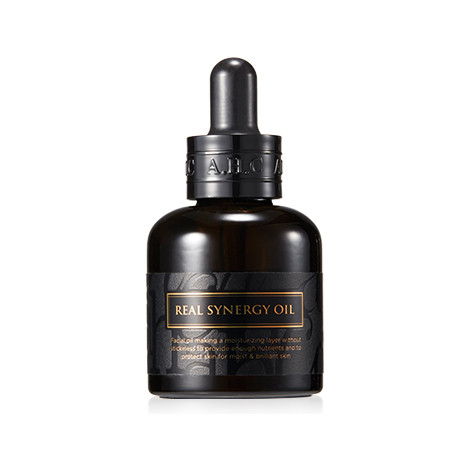 A.H.C
REAL SYNERGY OIL
Facial oil making a moisturizing layer without
stickiness to provide enough nutrients and to
protect skin for moist & brilliant skin